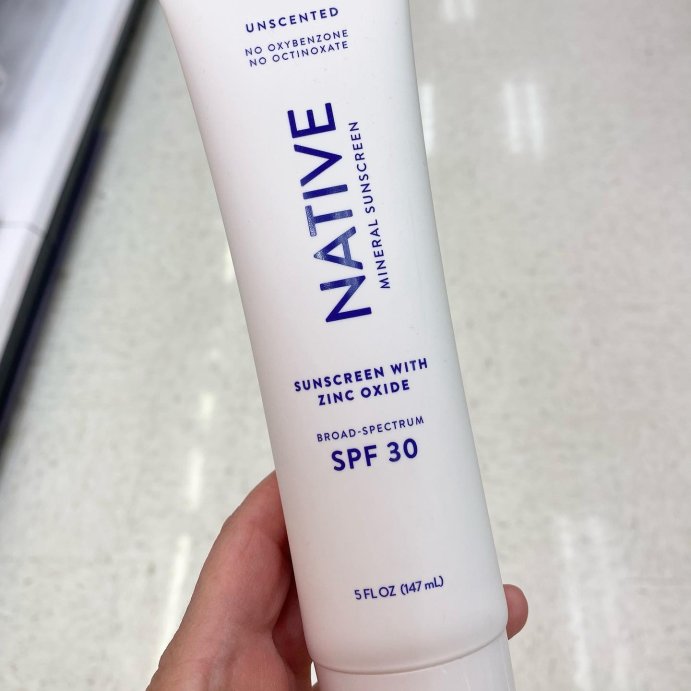 UNSCENTED
NO OXYBENZONE
NO OCTINOXATE
NATIVE
MINERAL SUNSCREEN
SUNSCREEN WITH
ZINC OXIDE
BROAD-SPECTRUM
SPF 30
5 FL OZ (147 mL)